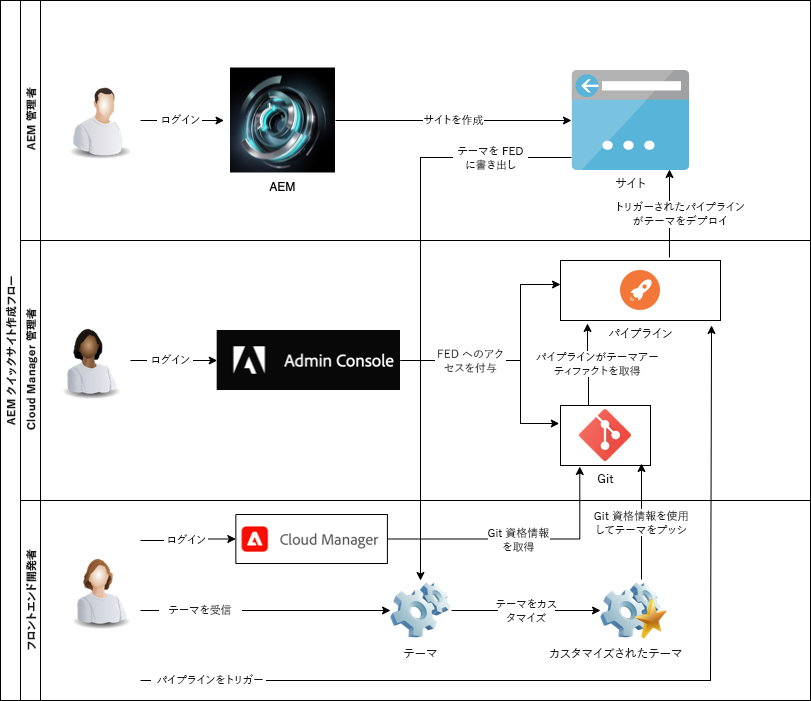 AEM クイックサイト作成フロー
AEM 管理者
ログイン
AEM
サイトを作成
テーマを FED
に書き出し
サイト
トリガーされたパイプライン
がテーマをデプロイ
Cloud Manager 管理者
ログイン
Admin Console
FED へのアク
セスを付与
パイプライン
パイプラインがテーマアー
ティファクトを取得
Git
フロントエンド開発者
ログイン
Cloud Manager
Git 資格情報
を取得
Git 資格情報を使用
してテーマをプッシ
テーマを受信
テーマ
テーマをカス
タマイズ
カスタマイズされたテーマ
パイプラインをトリガー